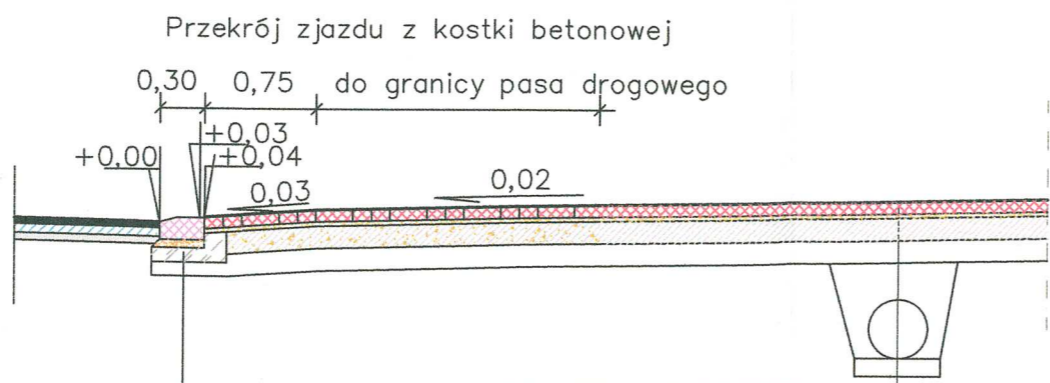 Przekrój zjazdu z kostki betonowej
0,30 0,75 do granicy pasa drogowego
+0,03
+0,00 +0,04
0,03 0,02